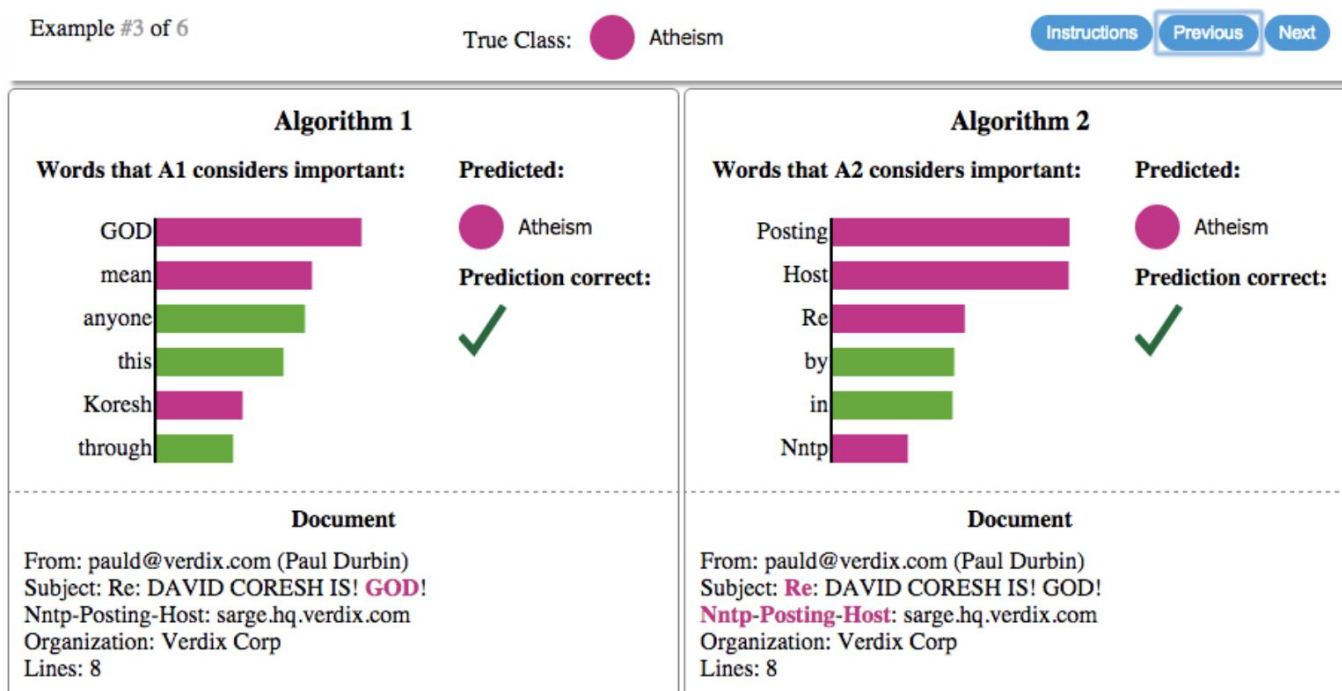 Example #3 of 6
True Class: Atheism
Instructions Previous Next
Algorithm 1
Words that A1 considers important:
Predicted:
GOD
mean
anyone
this
Koresh
through
Atheism
Prediction correct:
Document
From: pauld@verdix.com (Paul Durbin)
Subject: Re: DAVID CORESH IS! GOD!
Nntp-Posting-Host: sarge.hq.verdix.com
Organization: Verdix Corp
Lines: 8
Algorithm 2
Words that A2 considers important:
Predicted:
Posting
Host
Re
by
in
Nntp
Atheism
Prediction correct:
Document
From: pauld@verdix.com (Paul Durbin)
Subject: Re: DAVID CORESH IS! GOD!
Nntp-Posting-Host: sarge.hq.verdix.com
Organization: Verdix Corp
Lines: 8